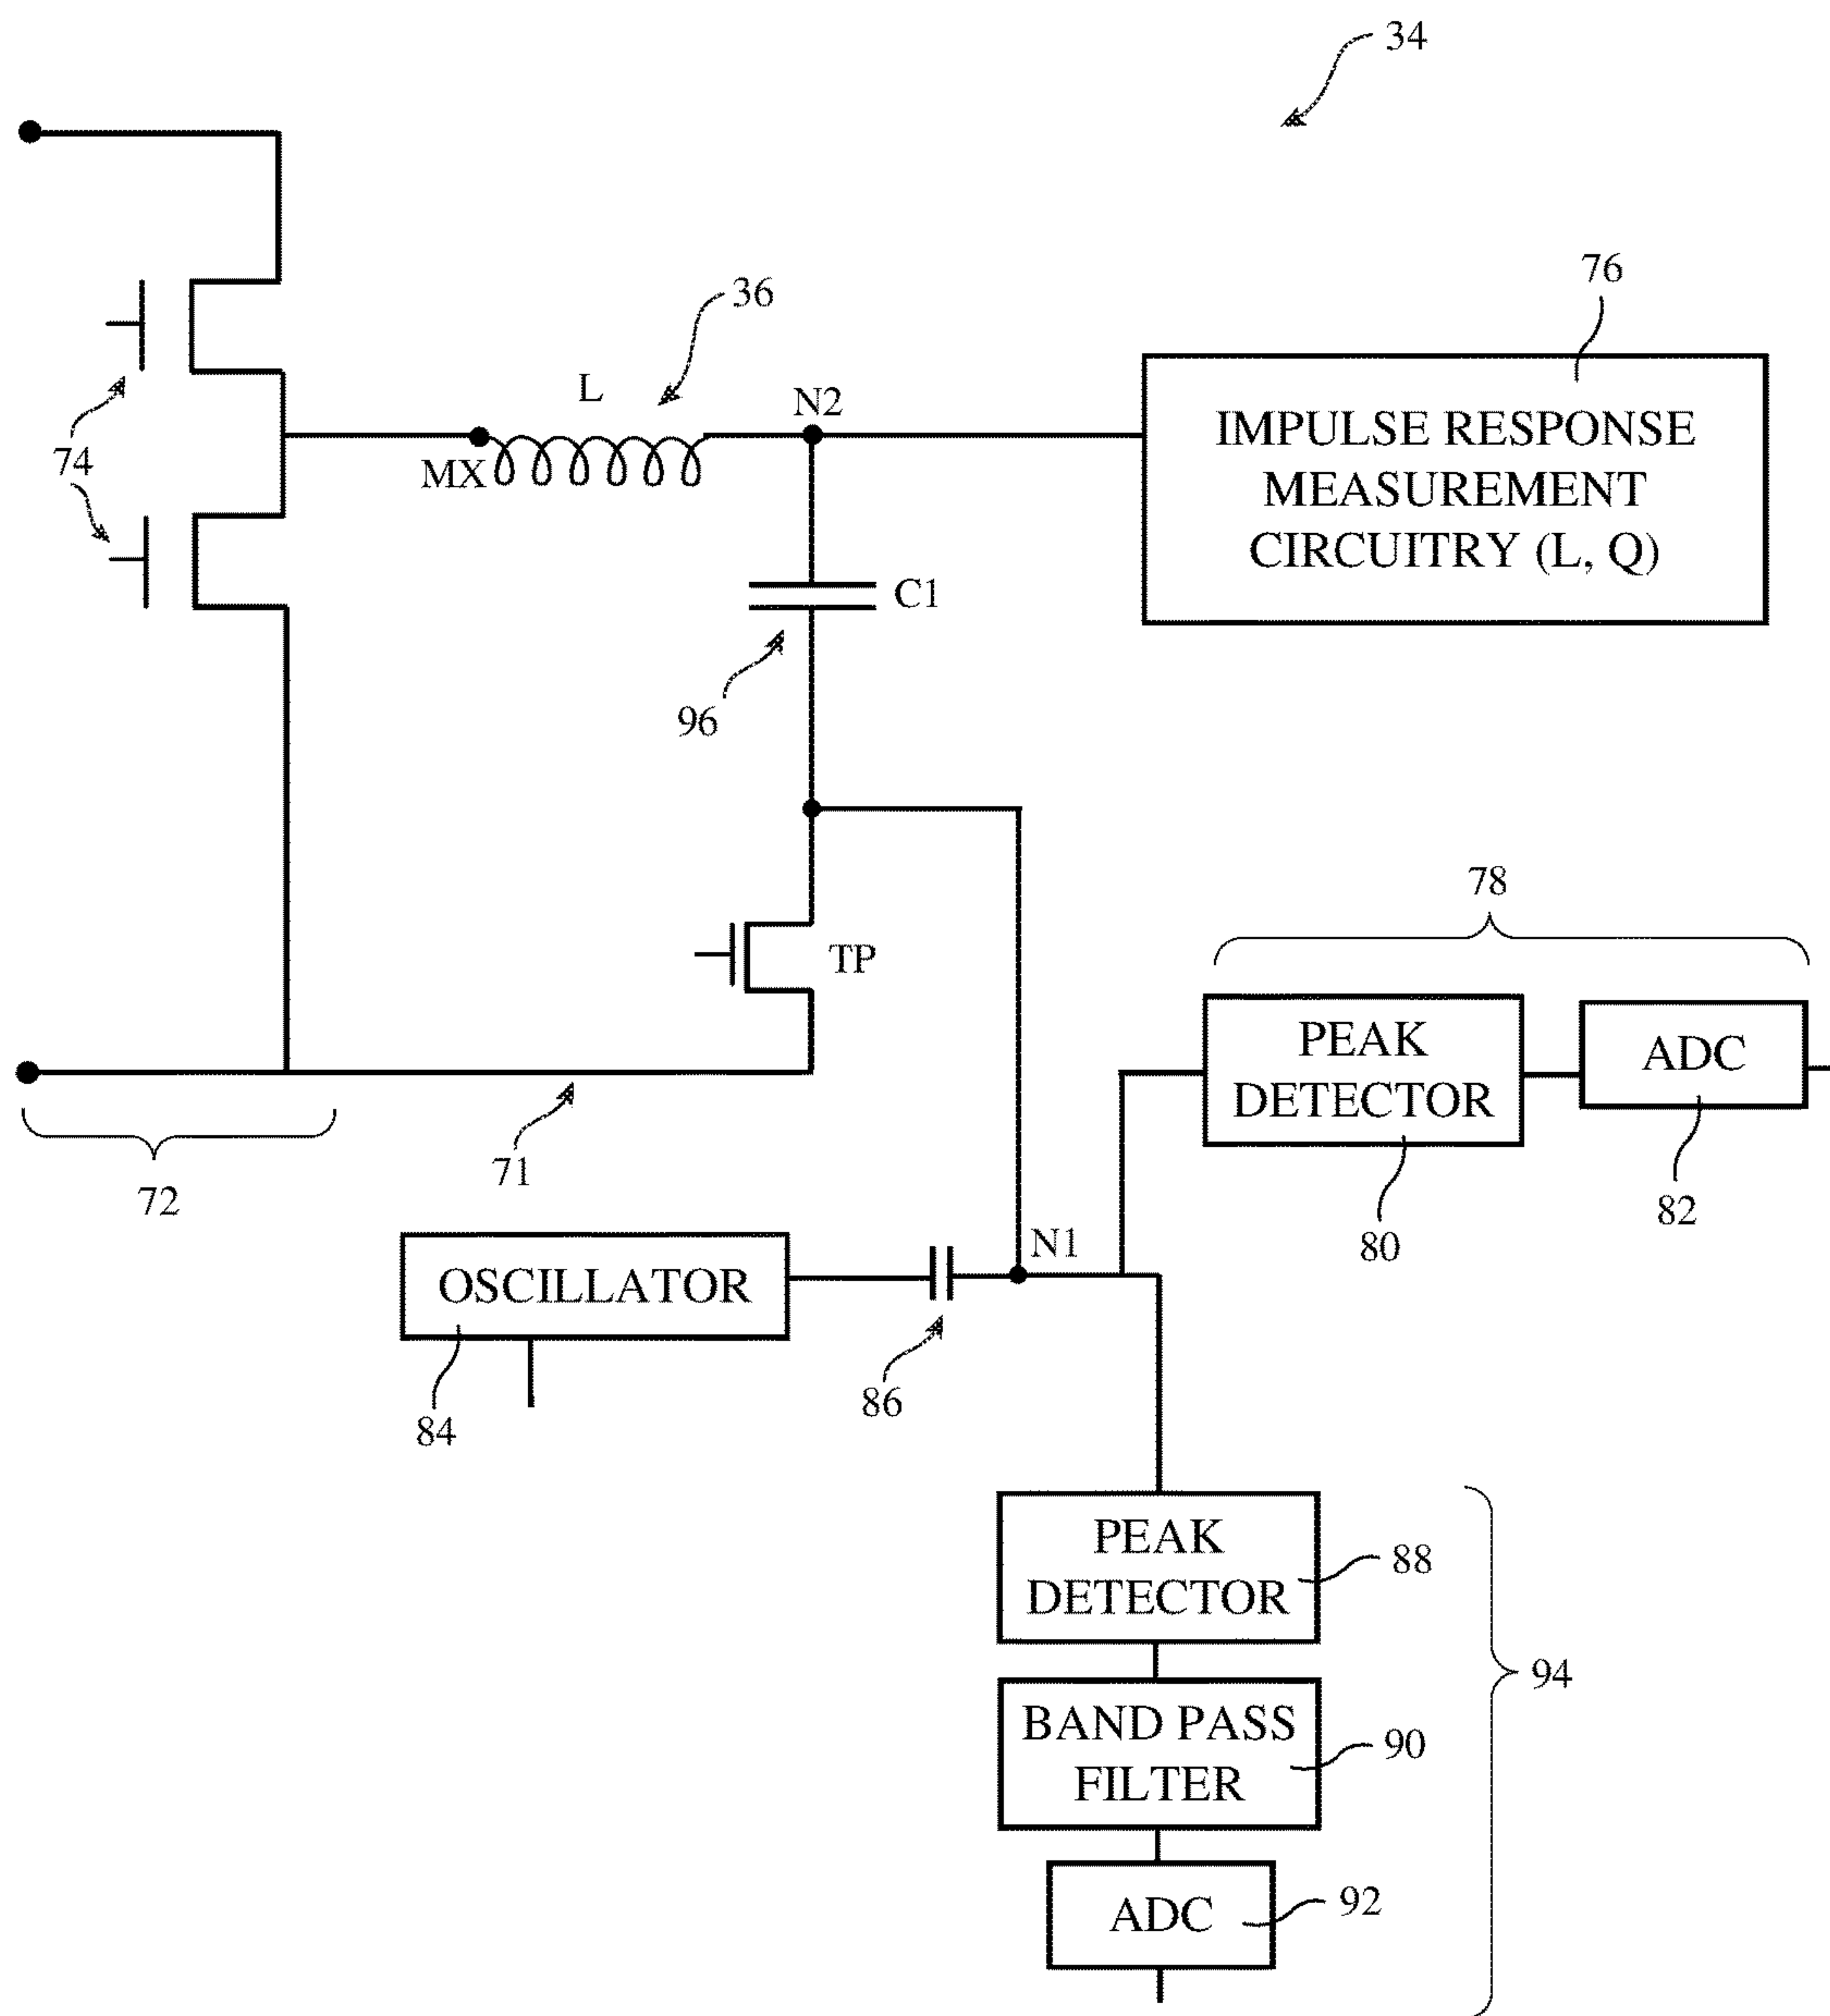 34
76
36
L
N2
MX
74
IMPULSE RESPONSE
MEASUREMENT
CIRCUITRY (L, Q)
C1
96
TP
78
PEAK
DETECTOR
ADC
71
72
80
82
N1
OSCILLATOR
84
86
PEAK
DETECTOR
88
94
BAND PASS
FILTER
90
ADC
92